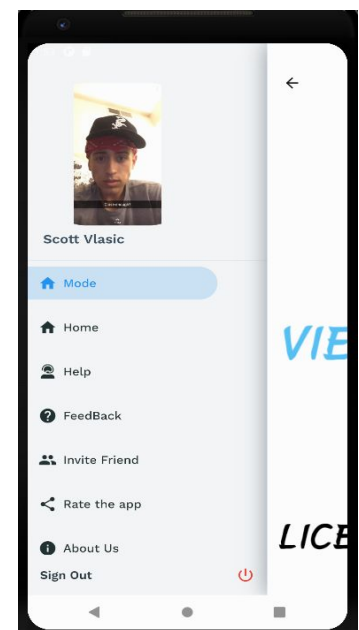 Scott Vlasic
Mode
Home
Help
FeedBack
Invite Friend
Rate the app
About Us
Sign Out
VIE
LICE